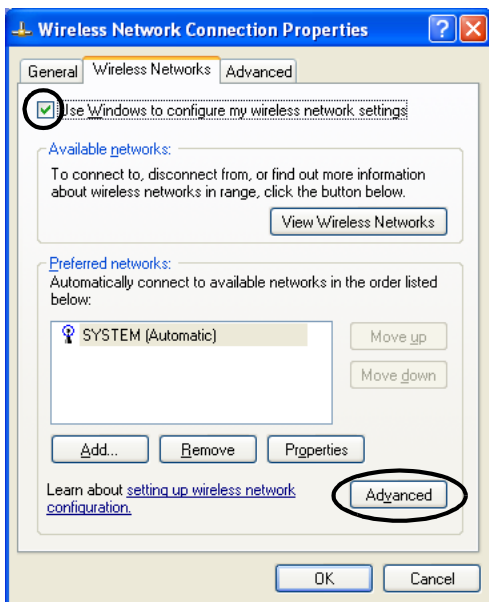 Wireless Network Connection Properties
General Wireless Networks Advanced
Use Windows to configure my wireless network settings
Available networks:
To connect to, disconnect from, or find out more information
about wireless networks in range, click the button below.
View Wireless Networks
Preferred networks:
Automatically connect to available networks in the order listed
below:
SYSTEM (Automatic)
Move up
Move down
Add... Remove Properties
Learn about setting up wireless network
configuration.
Advanced
OK Cancel